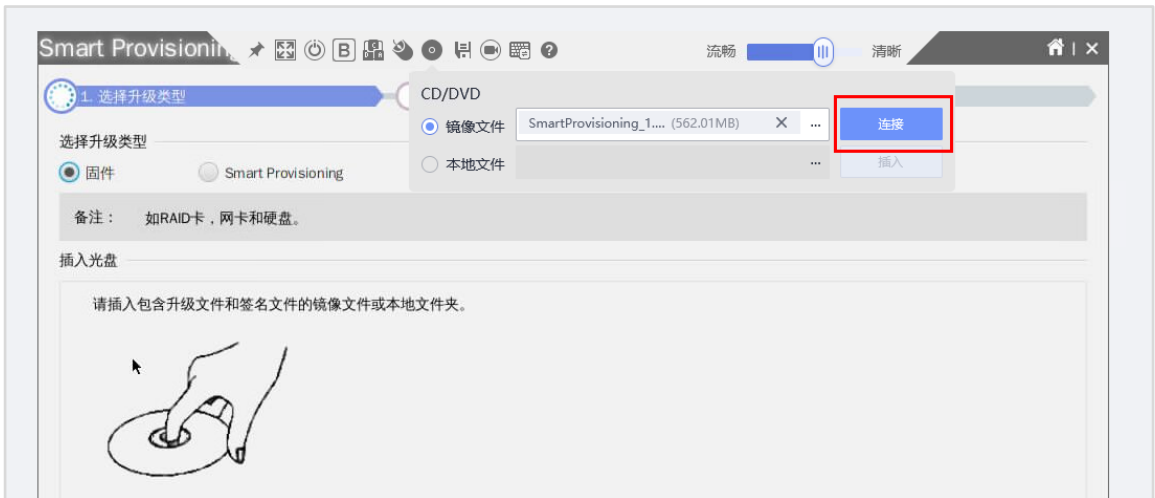 Smart Provisionin
B
流畅
清晰
1. 选择升级类型
CD/DVD
镜像文件
SmartProvisioning_1.... (562.01MB)
...
连接
选择升级类型
本地文件
...
插入
固件
Smart Provisioning
备注： 如RAID卡，网卡和硬盘。
插入光盘
请插入包含升级文件和签名文件的镜像文件或本地文件夹。